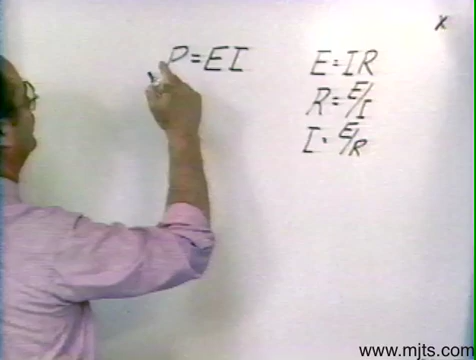 x
P=EI
E=IR
R=E/I
I=E/R
www.mjts.com